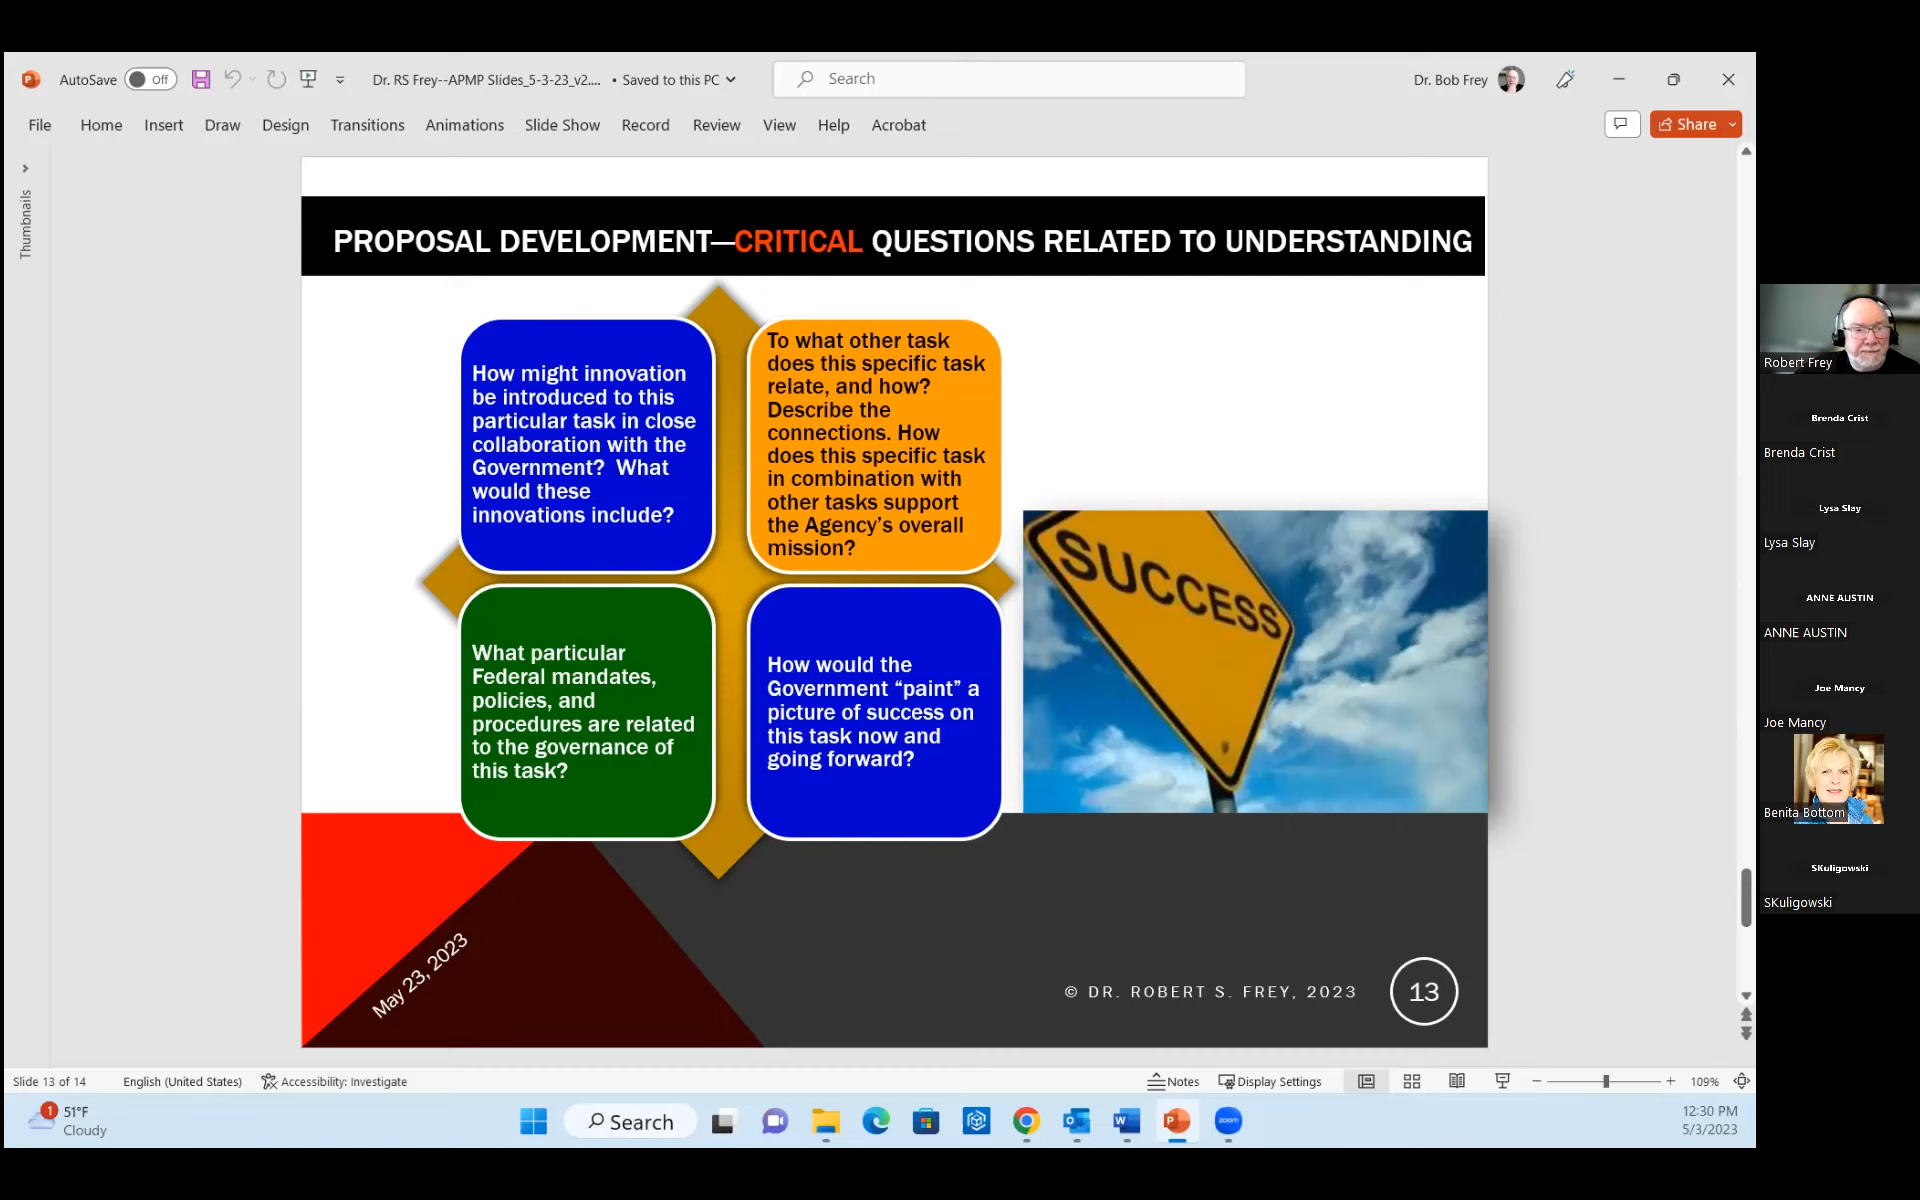 AutoSave Off Dr. RS Frey--APMP Slides_5-3-23_v2.... • Saved to this PC Search Dr. Bob Frey
File Home Insert Draw Design Transitions Animations Slide Show Record Review View Help Acrobat Share
Thumbnails
PROPOSAL DEVELOPMENT—CRITICAL QUESTIONS RELATED TO UNDERSTANDING
How might innovation
be introduced to this
particular task in close
collaboration with the
Government? What
would these
innovations include?
To what other task
does this specific task
relate, and how?
Describe the
connections. How
does this specific task
in combination with
other tasks support
the Agency's overall
mission?
What particular
Federal mandates,
policies, and
procedures are related
to the governance of
this task?
How would the
Government “paint” a
picture of success on
this task now and
going forward?
SUCCESS
May 23, 2023
© DR. ROBERT S. FREY, 2023
13
Robert Frey
Brenda Crist
Brenda Crist
Lysa Slay
Lysa Slay
ANNE AUSTIN
ANNE AUSTIN
Joe Mancy
Joe Mancy
Benita Bottom
SKuligowski
SKuligowski
Slide 13 of 14 English (United States) Accessibility: Investigate Notes Display Settings 109%
1 51°F
Cloudy
Search
zoom
12:30 PM
5/3/2023